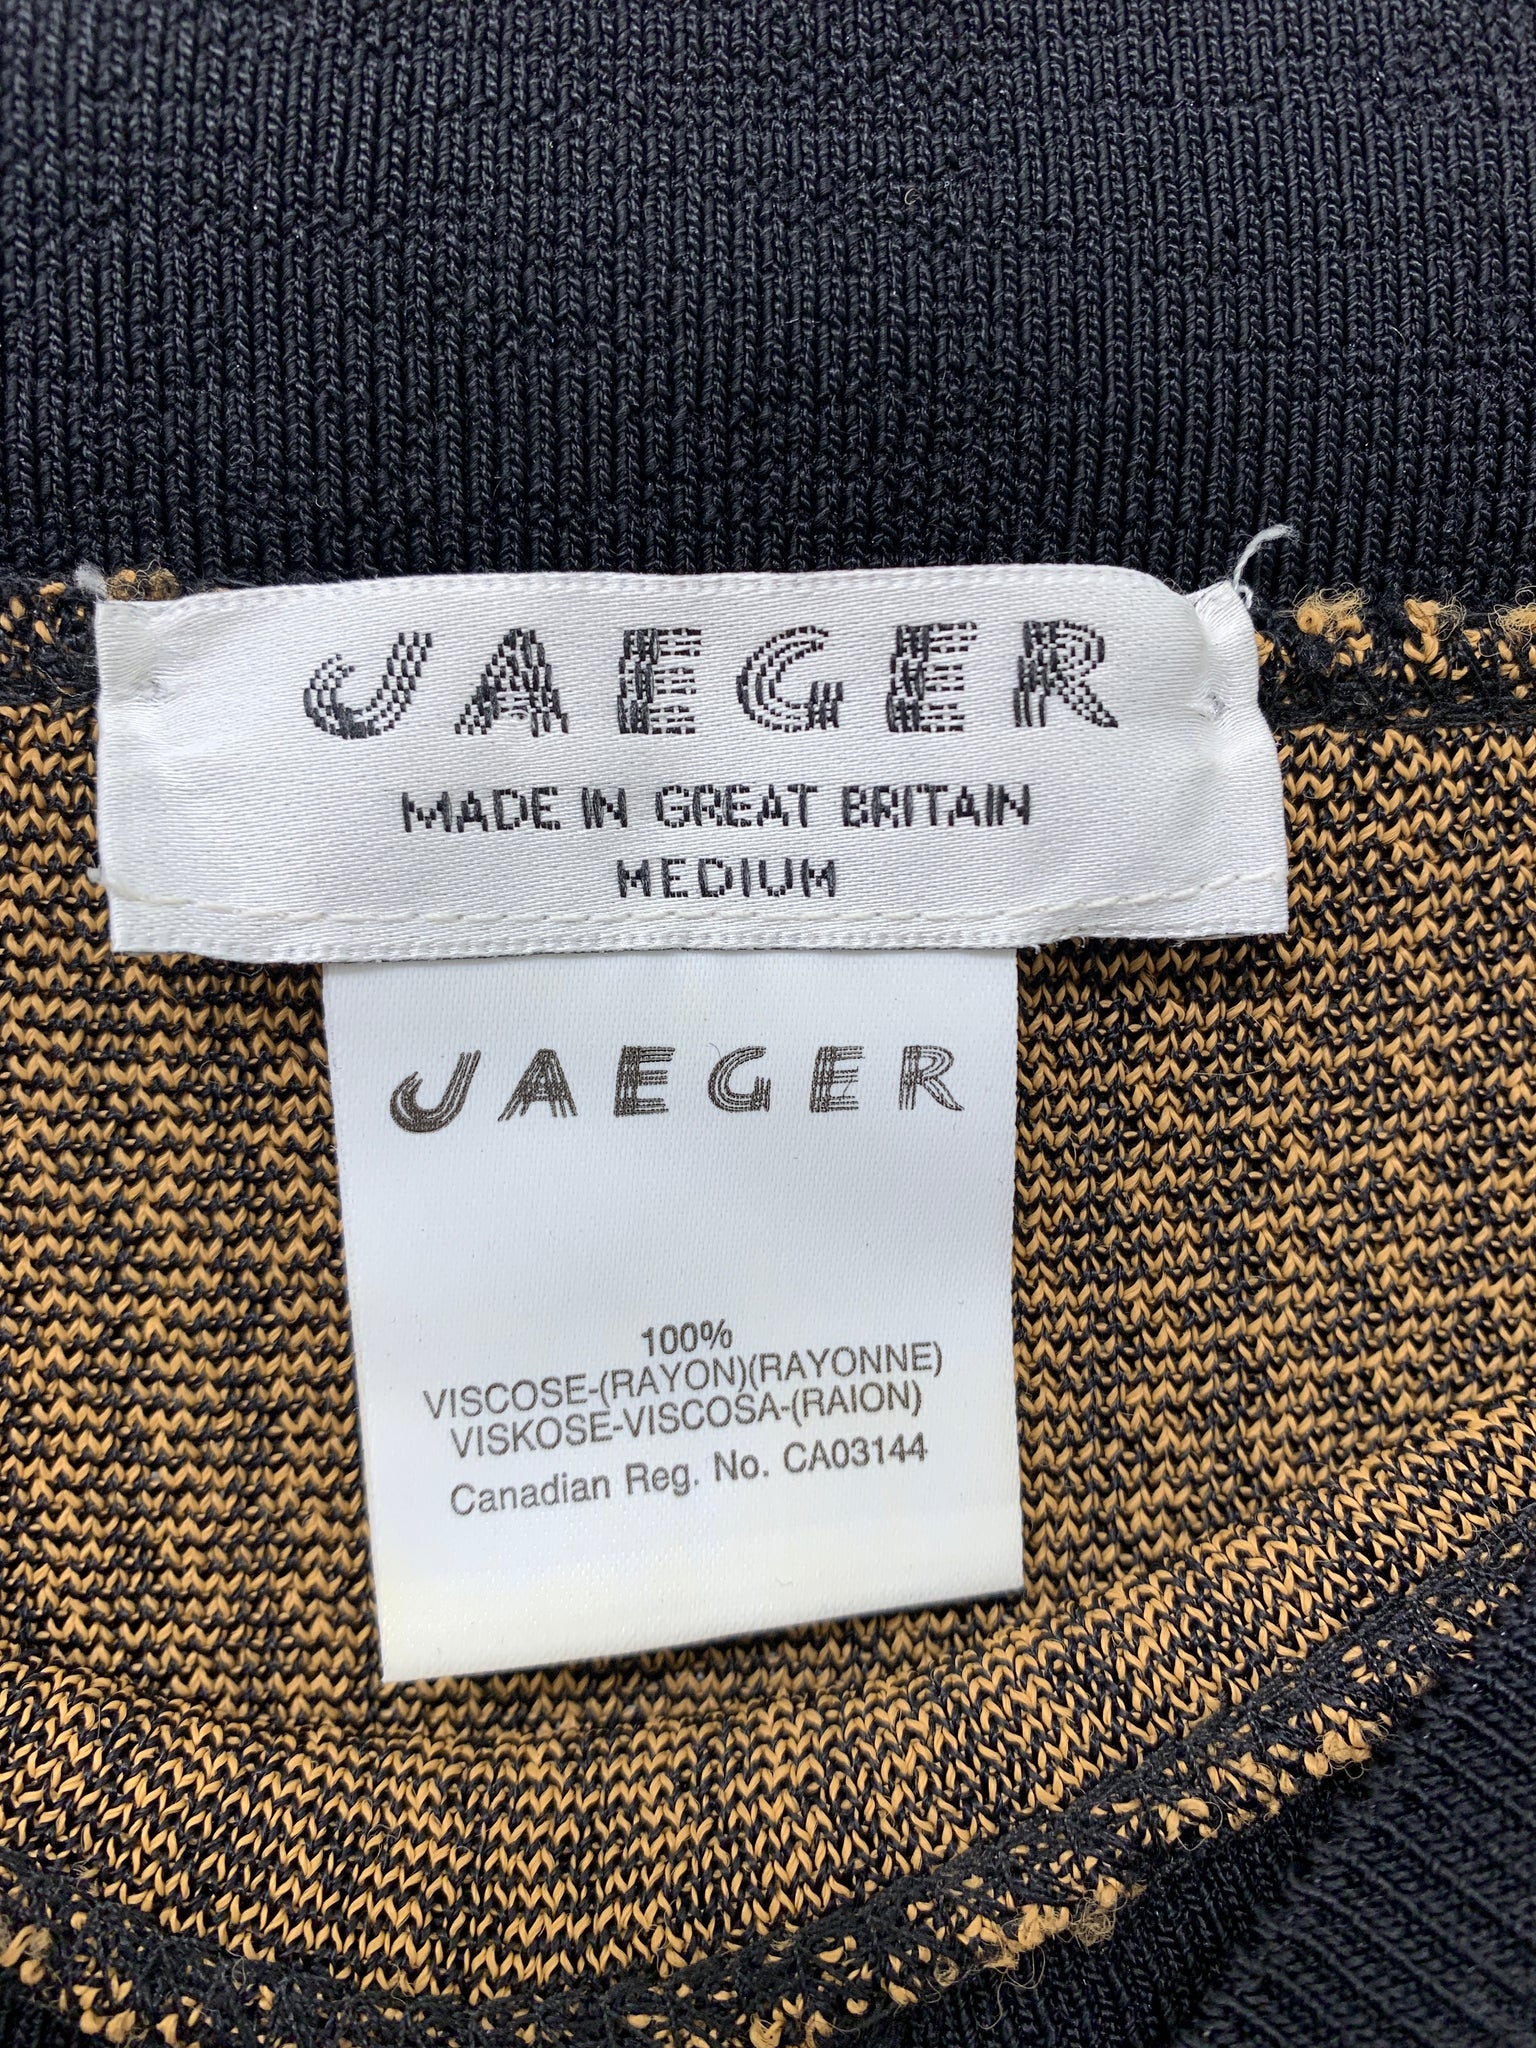 JAEGER
MADE IN GREAT BRITAIN
MEDIUM
JAEGER
100%
VISCOSE-(RAYON)(RAYONNE)
VISKOSE-VISCOSA-(RAION)
Canadian Reg. No. CA03144